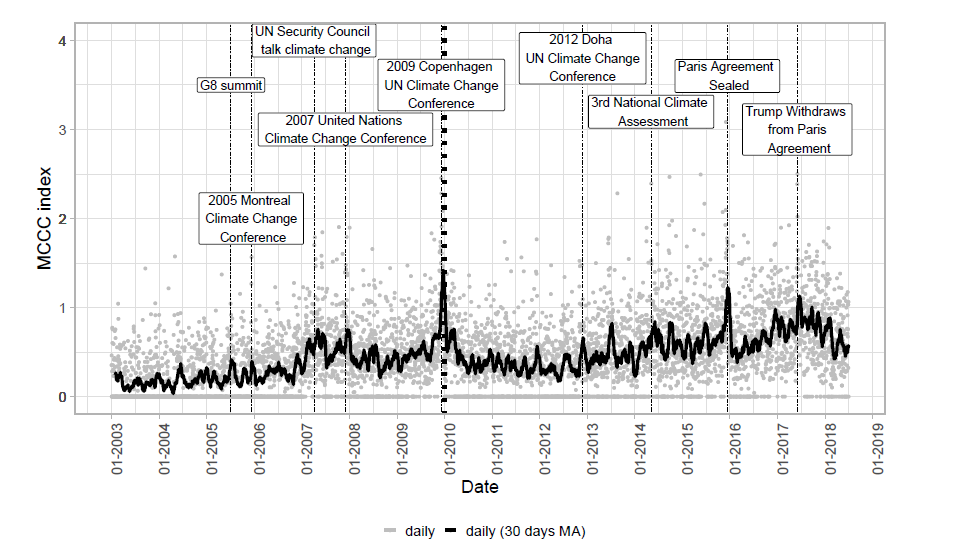 UN Security Council
talk climate change
G8 summit
2007 United Nations
Climate Change Conference
2005 Montreal
Climate Change
Conference
2009 Copenhagen
UN Climate Change
Conference
2012 Doha
UN Climate Change
Conference
3rd National Climate
Assessment
Paris Agreement
Sealed
Trump Withdraws
from Paris
Agreement
MCCC index
4
3
2
1
0
01-2003
01-2004
01-2005
01-2006
01-2007
01-2008
01-2009
01-2010
01-2011
01-2012
01-2013
01-2014
01-2015
01-2016
01-2017
01-2018
01-2019
Date
daily
daily (30 days MA)